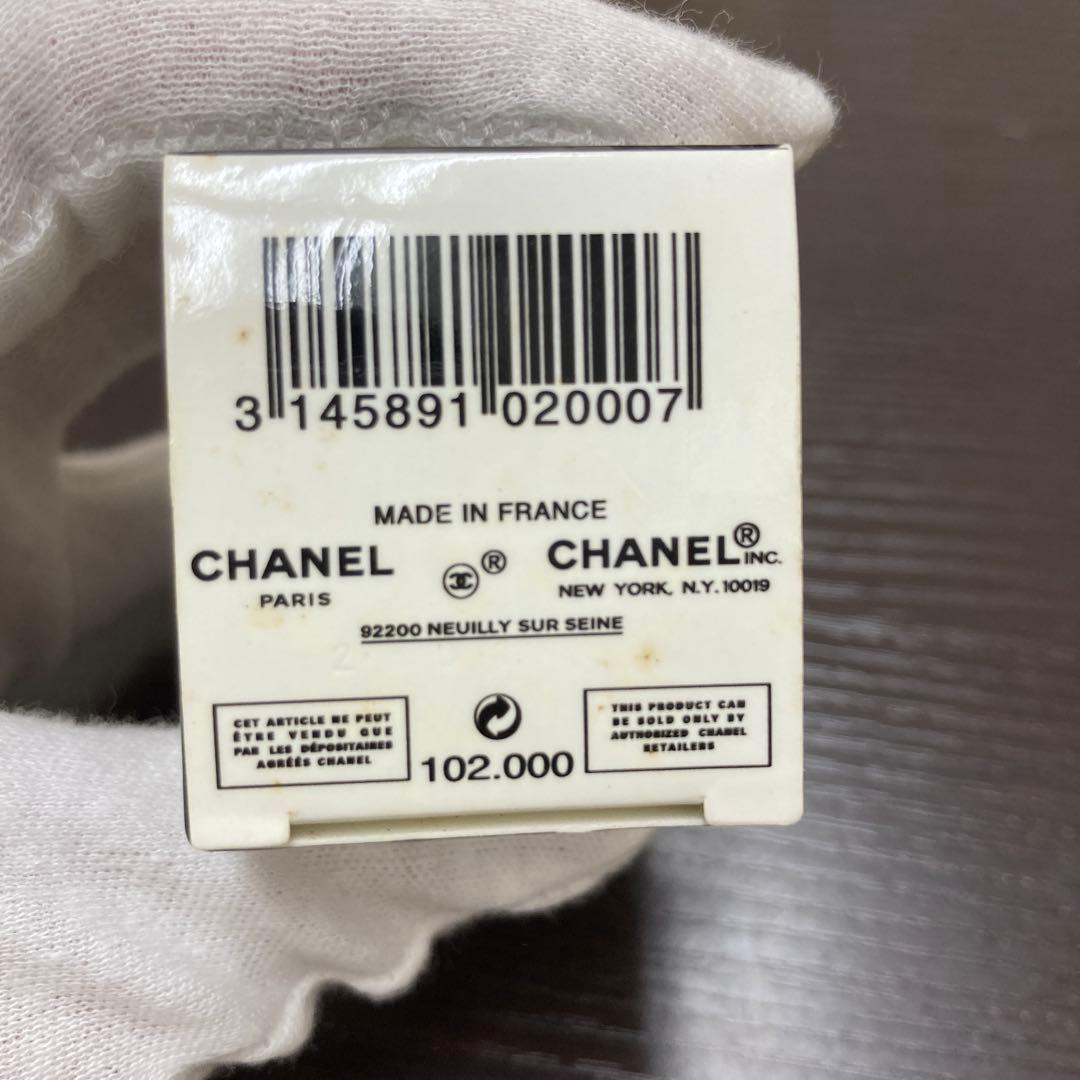 3 145891 020007
MADE IN FRANCE
CHANEL
PARIS
®
CHANEL® INC.
NEW YORK, N.Y. 10019
92200 NEUILLY SUR SEINE
2
CET ARTICLE NE PEUT
ÊTRE VENDU QUE
PAR LES DÉPOSITAIRES
AGRÉÉS CHANEL
102.000
THIS PRODUCT CAN
BE SOLD ONLY BY
AUTHORIZED CHANEL
RETAILERS